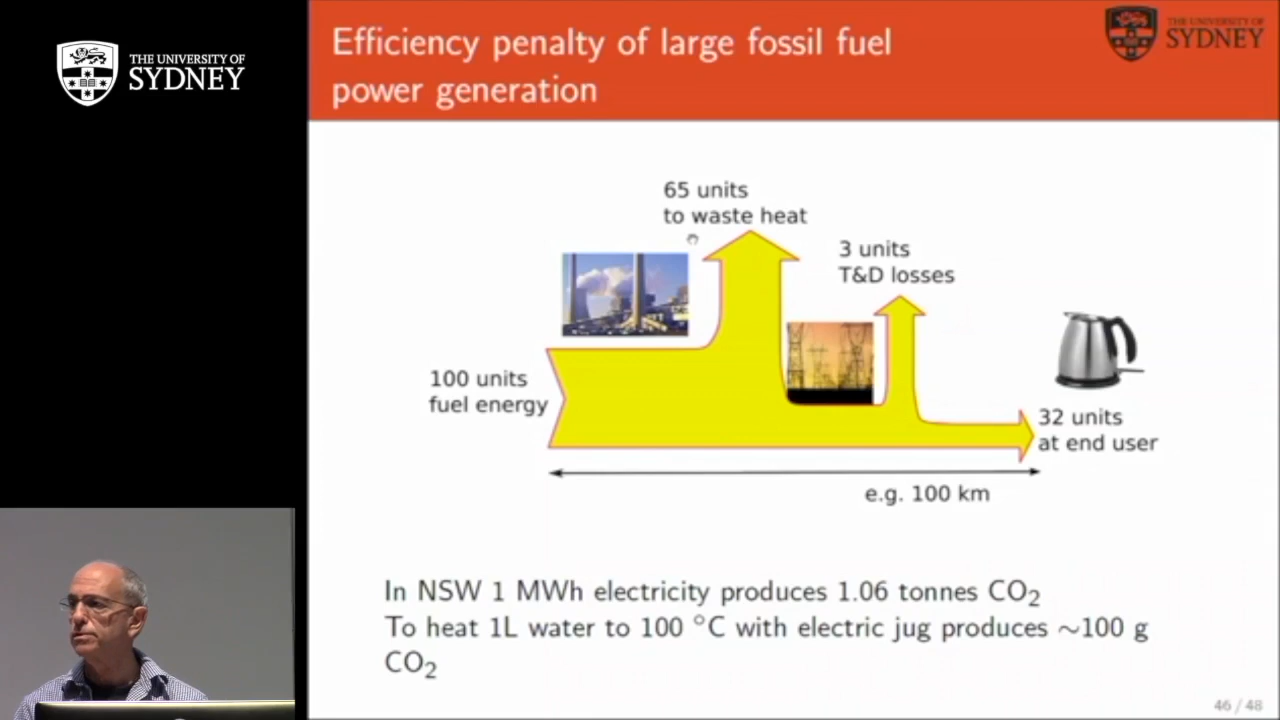 THE UNIVERSITY OF
SYDNEY
Efficiency penalty of large fossil fuel
power generation
THE UNIVERSITY OF
SYDNEY
65 units
to waste heat
3 units
T&D losses
100 units
fuel energy
32 units
at end user
e.g. 100 km
In NSW 1 MWh electricity produces 1.06 tonnes CO₂
To heat 1L water to 100 °C with electric jug produces ~100 g
CO₂
46 / 48